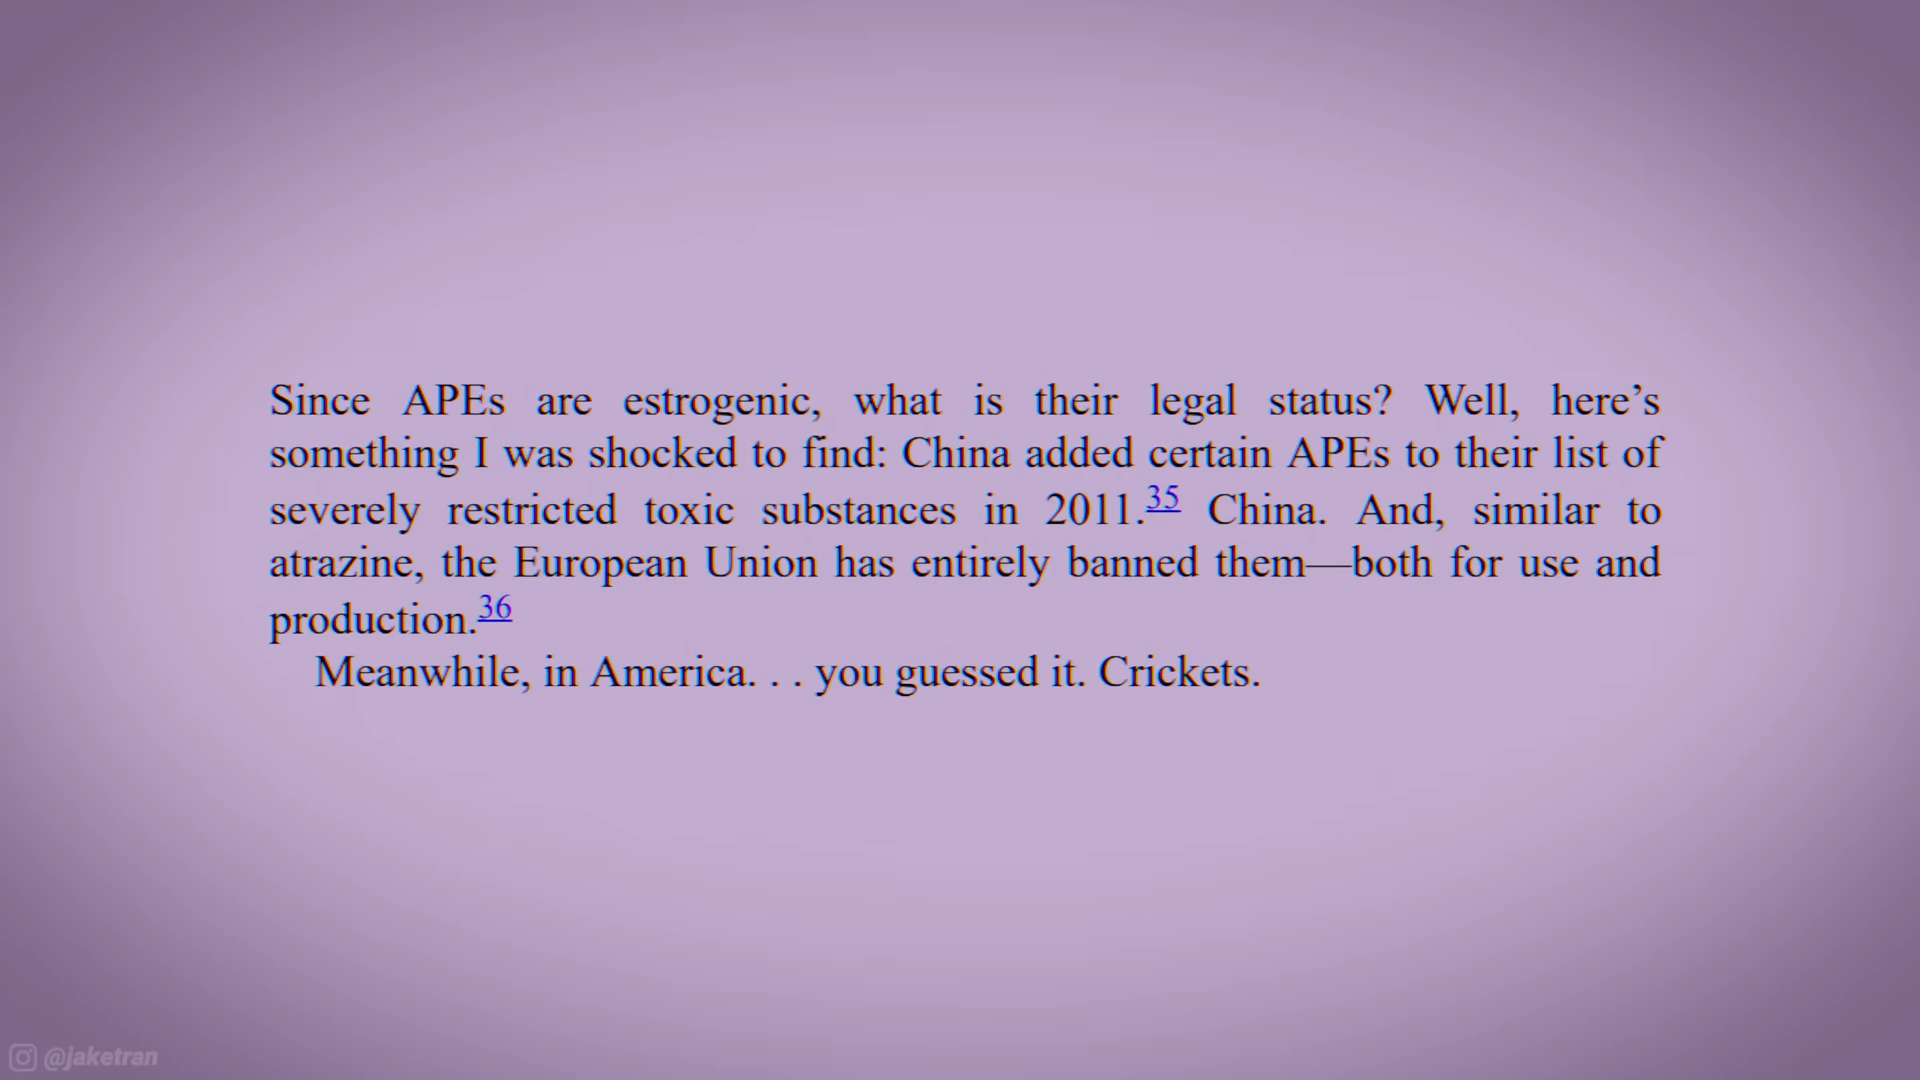 Since APEs are estrogenic, what is their legal status? Well, here’s
something I was shocked to find: China added certain APEs to their list of
severely restricted toxic substances in 2011.35 China. And, similar to
atrazine, the European Union has entirely banned them—both for use and
production.36
Meanwhile, in America. . . you guessed it. Crickets.
@jaketran